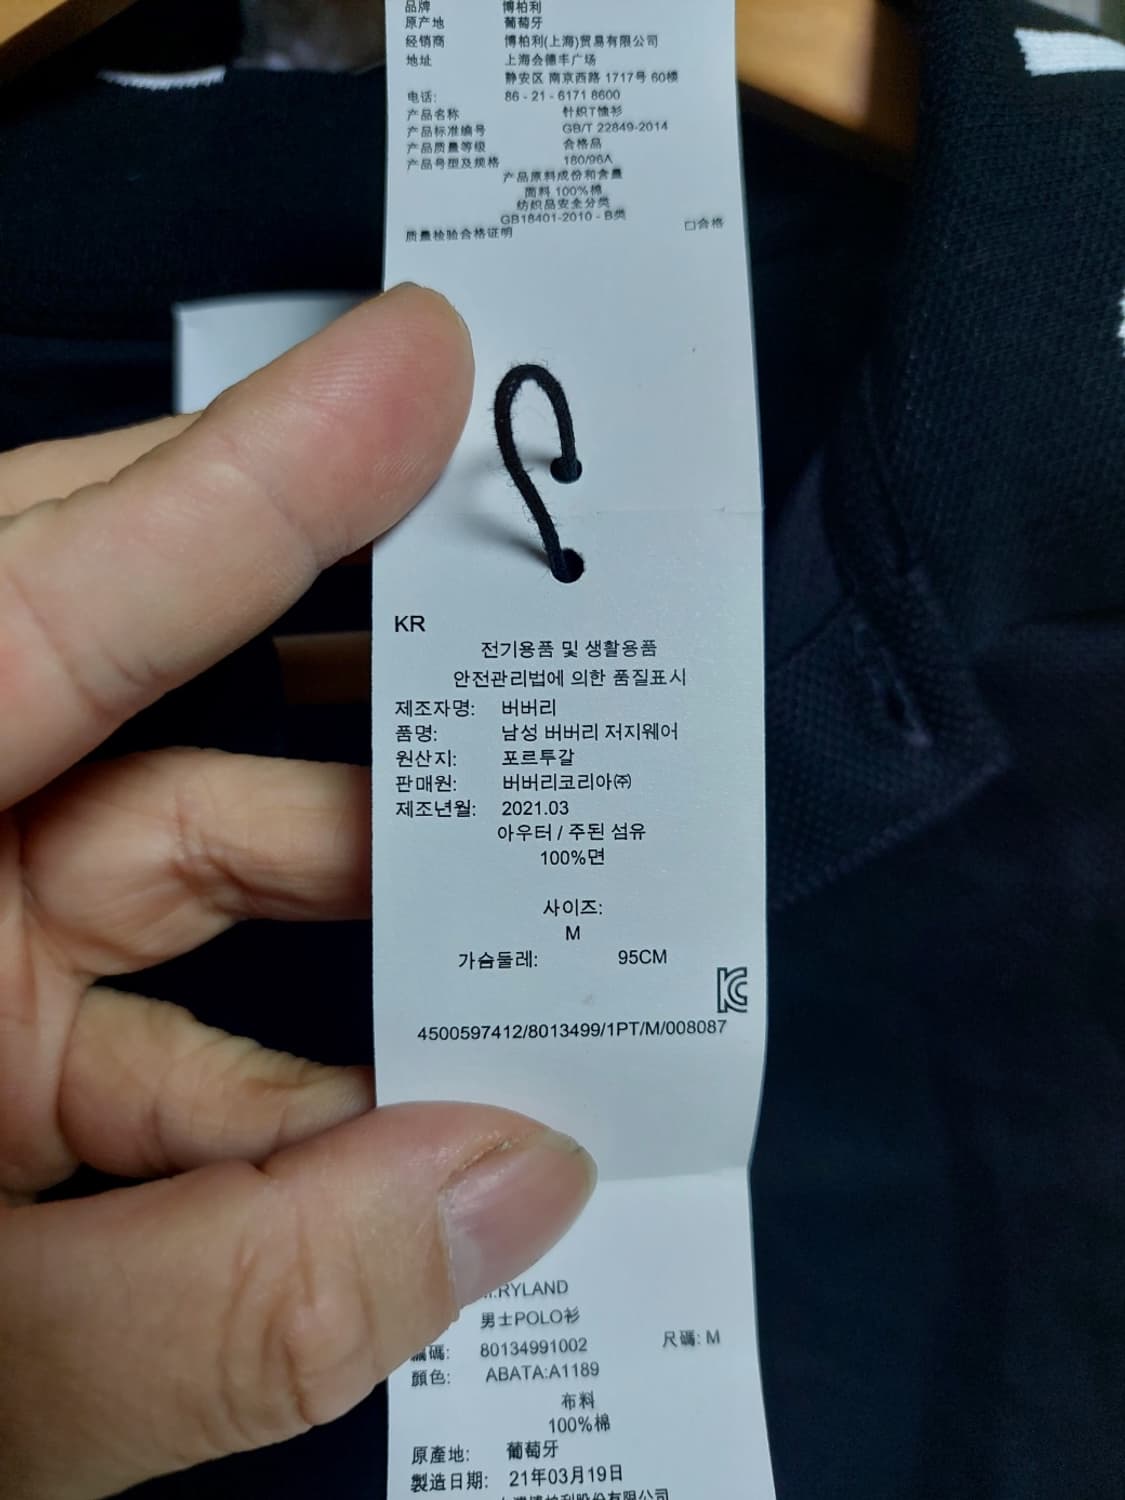 品牌 博柏利
原产地 葡萄牙
经销商 博柏利(上海)贸易有限公司
地址 上海会德丰广场
静安区 南京西路 1717号 60楼
电话: 86 - 21 - 6171 8600
产品名称 针织T恤衫
产品标准编号 GB/T 22849-2014
产品质量等级 合格品
产品号型及规格 180/96A
产品原料成份和含量
面料 100%棉
纺织品安全分类
GB18401-2010 - B类
质量检验合格证明 □合格
KR
전기용품 및 생활용품
안전관리법에 의한 품질표시
제조자명: 버버리
품명: 남성 버버리 저지웨어
원산지: 포르투갈
판매원: 버버리코리아㈜
제조년월: 2021.03
아우터 / 주된 섬유
100%면
사이즈:
M
가슴둘레: 95CM
KC
4500597412/8013499/1PT/M/008087
RYLAND
男士POLO衫
編碼: 80134991002 尺碼: M
顏色: ABATA:A1189
布料
100%棉
原產地: 葡萄牙
製造日期: 21年03月19日